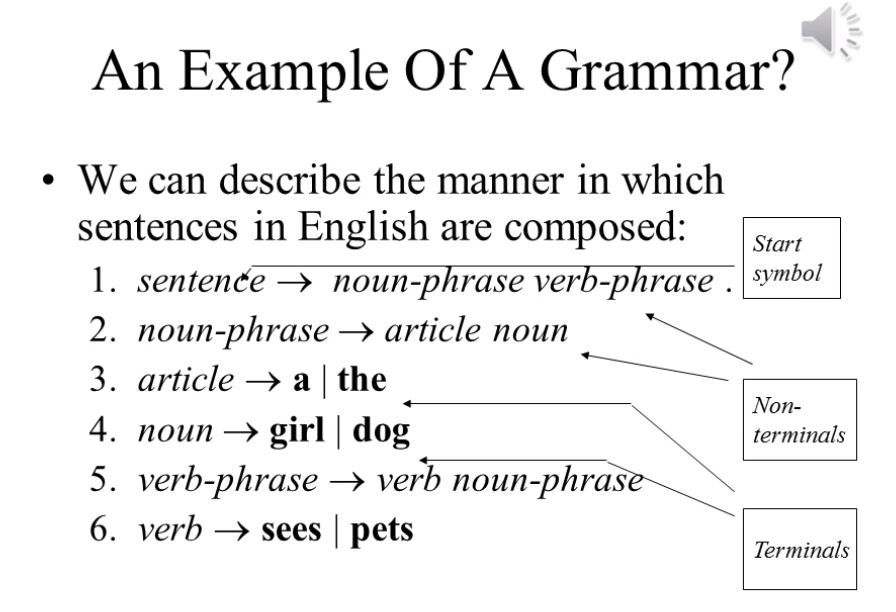 An Example Of A Grammar?
• We can describe the manner in which
sentences in English are composed:
1. sentence → noun-phrase verb-phrase .
2. noun-phrase → article noun
3. article → a | the
4. noun → girl | dog
5. verb-phrase → verb noun-phrase
6. verb → sees | pets
Start
symbol
Non-
terminals
Terminals